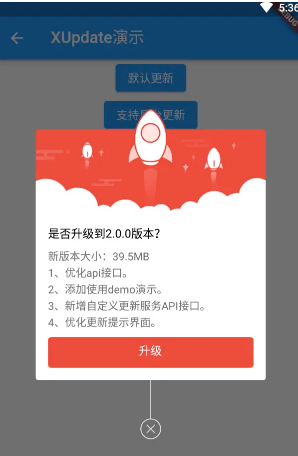 5:36
XUpdate演示
默认更新
支持后台更新
是否升级到2.0.0版本?
新版本大小：39.5MB
1、优化api接口。
2、添加使用demo演示。
3、新增自定义更新服务API接口。
4、优化更新提示界面。
升级